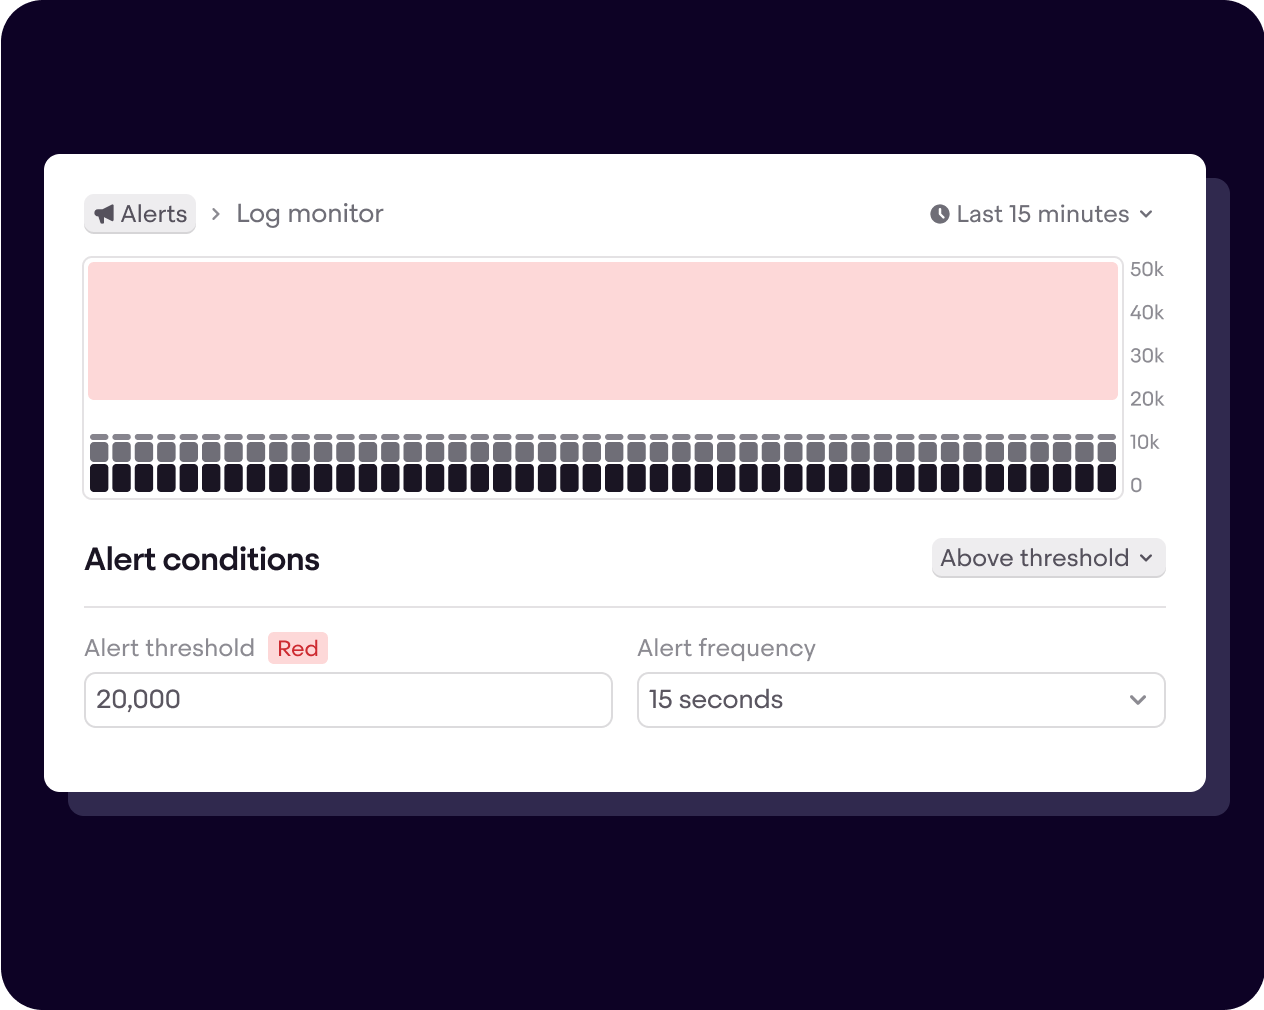 Alerts > Log monitor
Last 15 minutes
50k
40k
30k
20k
10k
0
Alert conditions
Above threshold
Alert threshold Red
Alert frequency
20,000
15 seconds